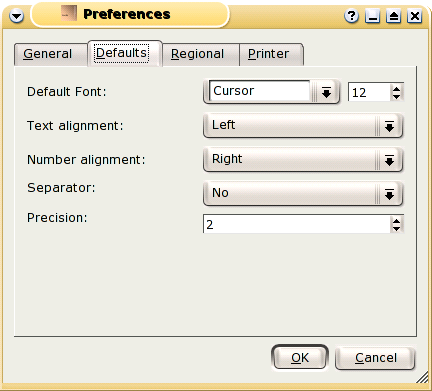 Preferences
?
General Defaults Regional Printer
Default Font: Cursor 12
Text alignment: Left
Number alignment: Right
Separator: No
Precision: 2
OK Cancel